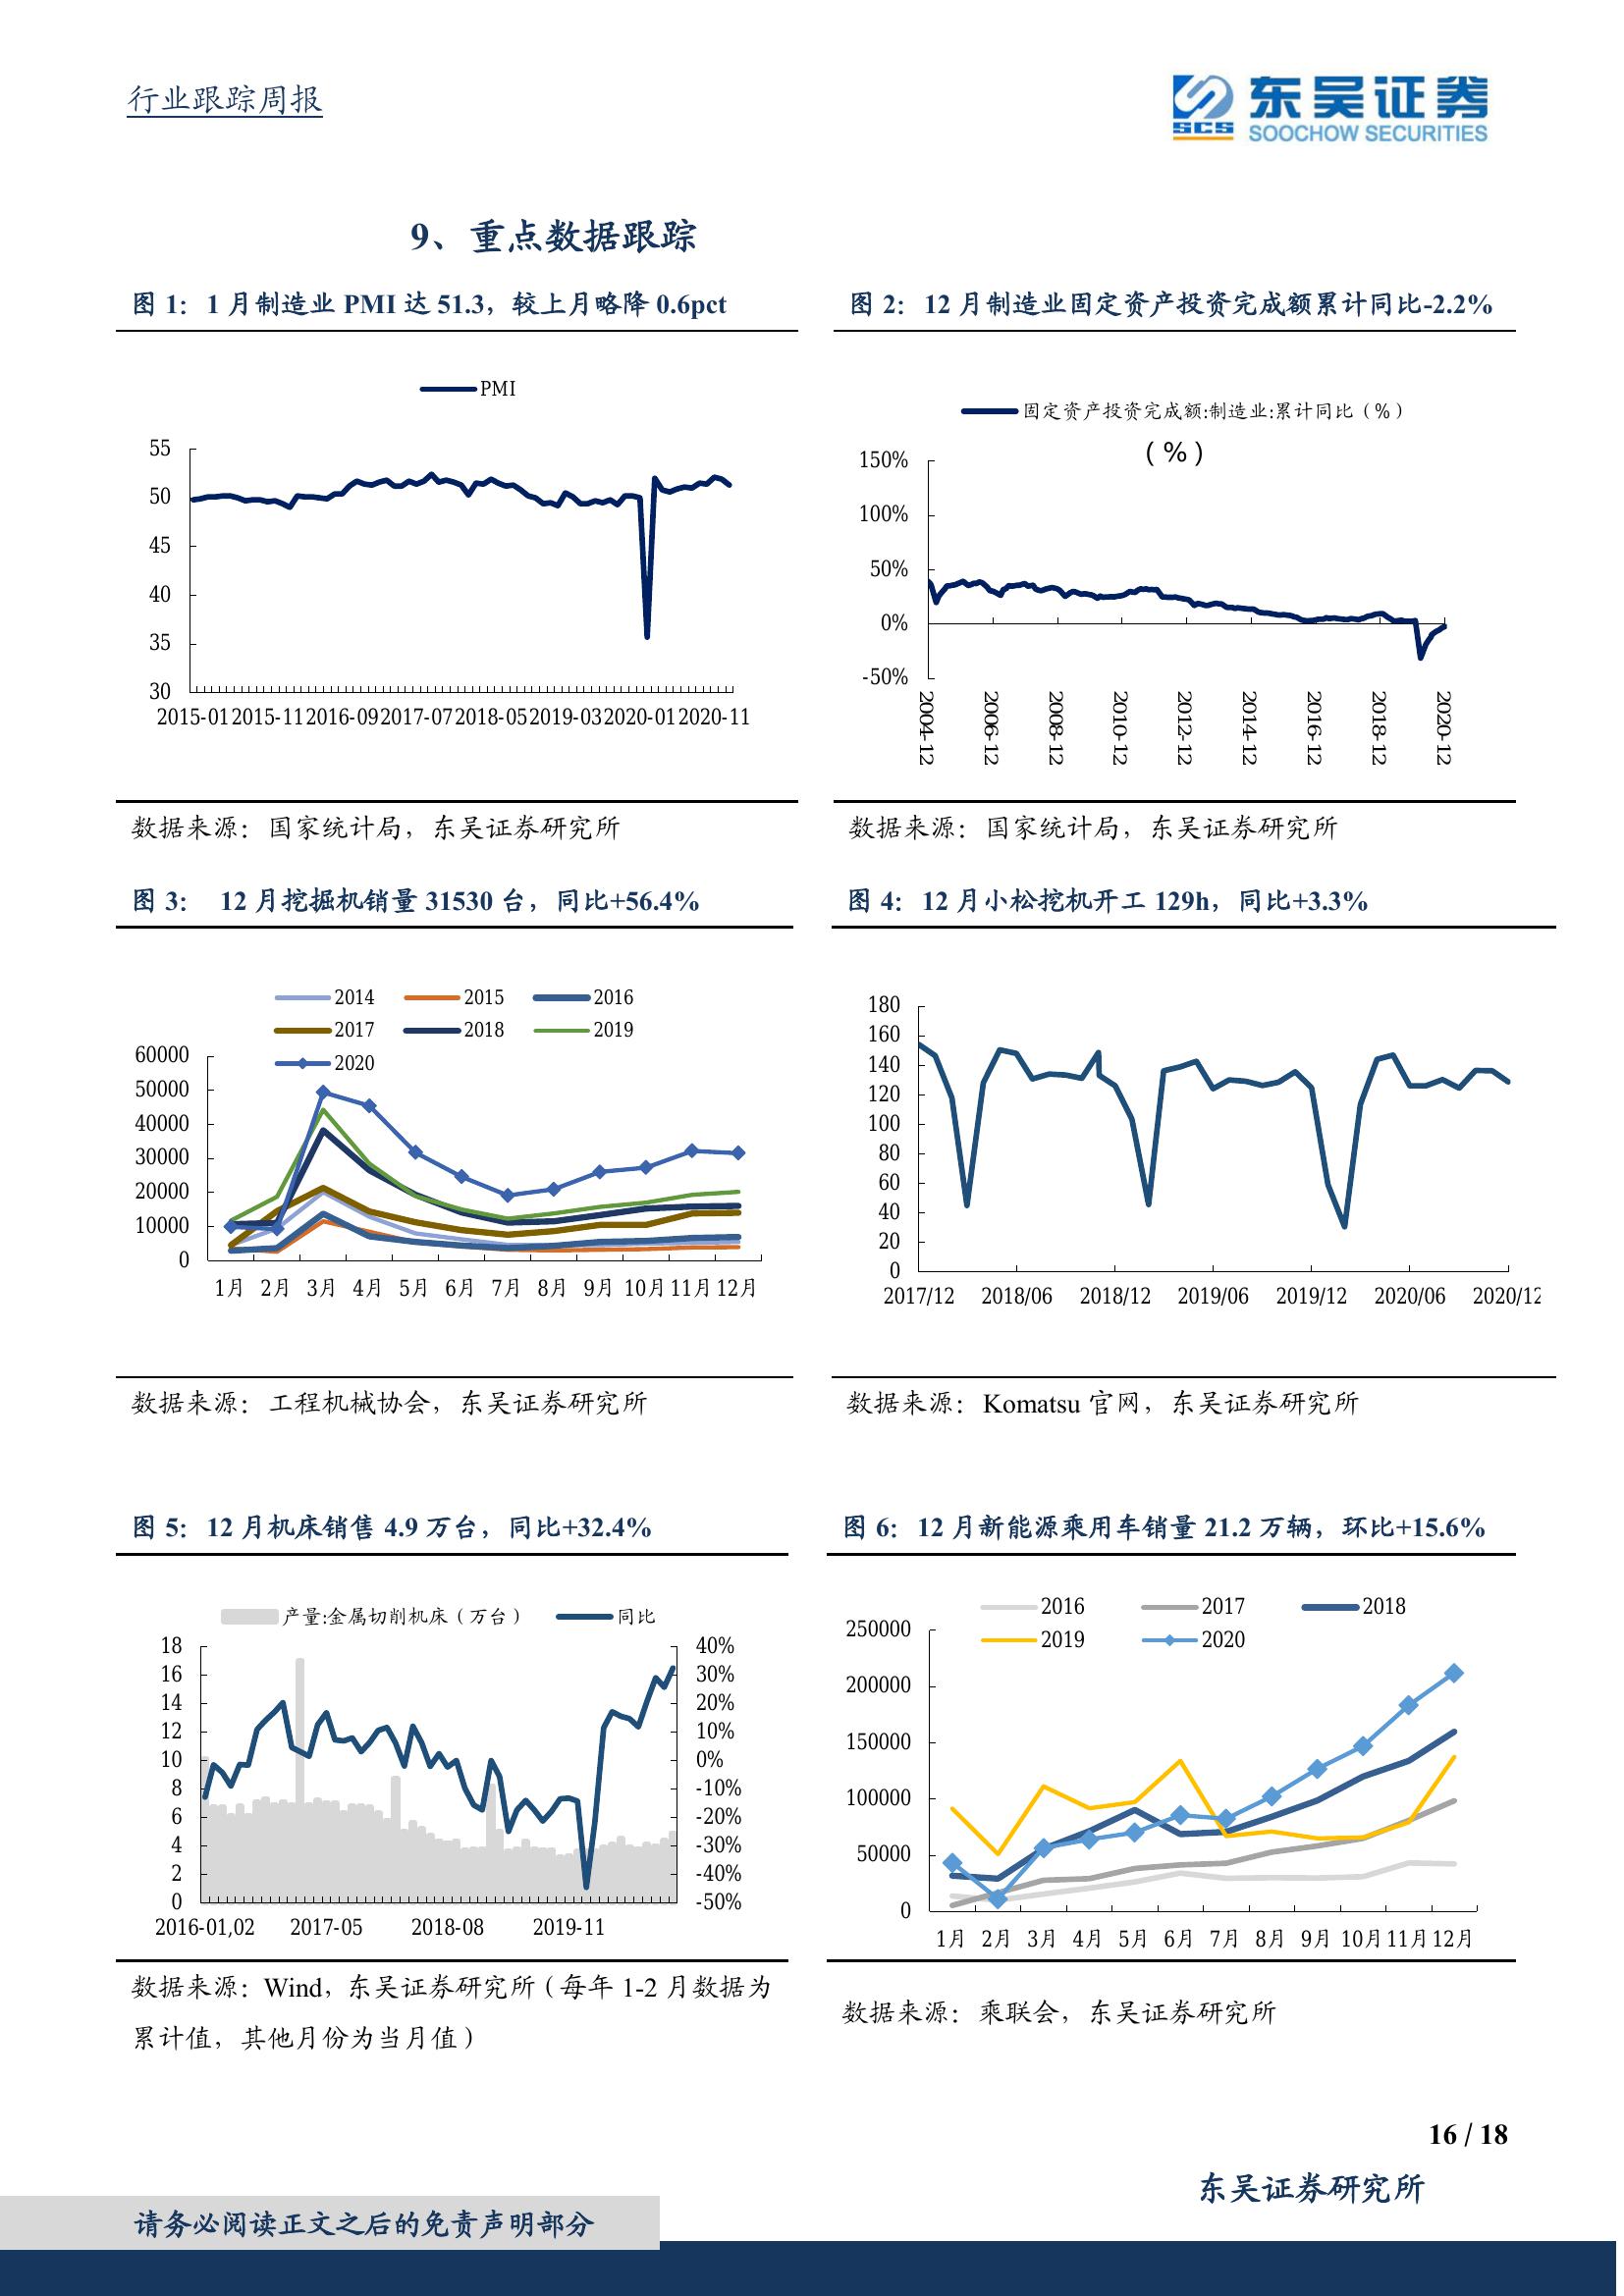 行业跟踪周报
东吴证券
SCS
SOOCHOW SECURITIES
9、重点数据跟踪
图 1：1 月制造业 PMI 达 51.3，较上月略降 0.6pct
PMI
55
50
45
40
35
30
2015-01 2015-11 2016-09 2017-07 2018-05 2019-03 2020-01 2020-11
数据来源：国家统计局，东吴证券研究所
图 2：12 月制造业固定资产投资完成额累计同比-2.2%
固定资产投资完成额:制造业:累计同比（%）
（%）
150%
100%
50%
0%
-50%
2004-12 2006-12 2008-12 2010-12 2012-12 2014-12 2016-12 2018-12 2020-12
数据来源：国家统计局，东吴证券研究所
图 3： 12 月挖掘机销量 31530 台，同比+56.4%
2014 2015 2016
2017 2018 2019
2020
60000
50000
40000
30000
20000
10000
0
1月 2月 3月 4月 5月 6月 7月 8月 9月 10月 11月 12月
数据来源：工程机械协会，东吴证券研究所
图 4：12 月小松挖机开工 129h，同比+3.3%
180
160
140
120
100
80
60
40
20
0
2017/12 2018/06 2018/12 2019/06 2019/12 2020/06 2020/12
数据来源：Komatsu 官网，东吴证券研究所
图 5：12 月机床销售 4.9 万台，同比+32.4%
产量:金属切削机床（万台） 同比
18 40%
16 30%
14 20%
12 10%
10 0%
8 -10%
6 -20%
4 -30%
2 -40%
0 -50%
2016-01,02 2017-05 2018-08 2019-11
数据来源：Wind，东吴证券研究所（每年 1-2 月数据为
累计值，其他月份为当月值）
图 6：12 月新能源乘用车销量 21.2 万辆，环比+15.6%
2016 2017 2018
2019 2020
250000
200000
150000
100000
50000
0
1月 2月 3月 4月 5月 6月 7月 8月 9月 10月 11月 12月
数据来源：乘联会，东吴证券研究所
16 / 18
东吴证券研究所
请务必阅读正文之后的免责声明部分